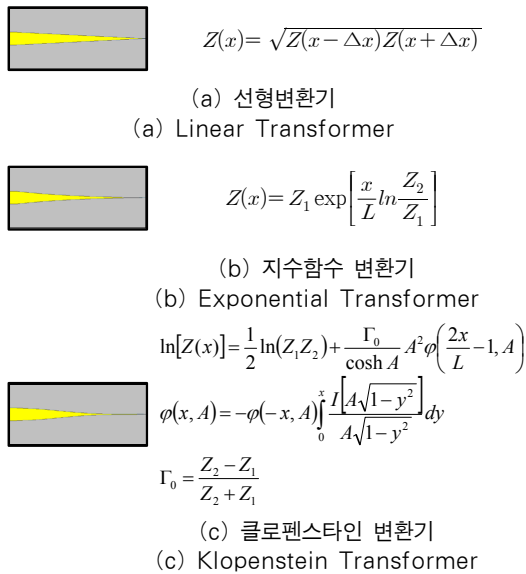 Z(x)= √Z(x−Δx)Z(x+Δx)
(a) 선형변환기
(a) Linear Transformer
Z(x)= Z₁ exp[x/L ln Z₂/Z₁]
(b) 지수함수 변환기
(b) Exponential Transformer
ln[Z(x)]=1/2 ln(Z₁Z₂)+Γ₀/cosh A A²φ(2x/L−1, A)
φ(x, A)=−φ(−x, A)∫₀ˣ I[A√1−y²]/A√1−y² dy
Γ₀ = Z₂−Z₁/Z₂+Z₁
(c) 클로펜스타인 변환기
(c) Klopenstein Transformer